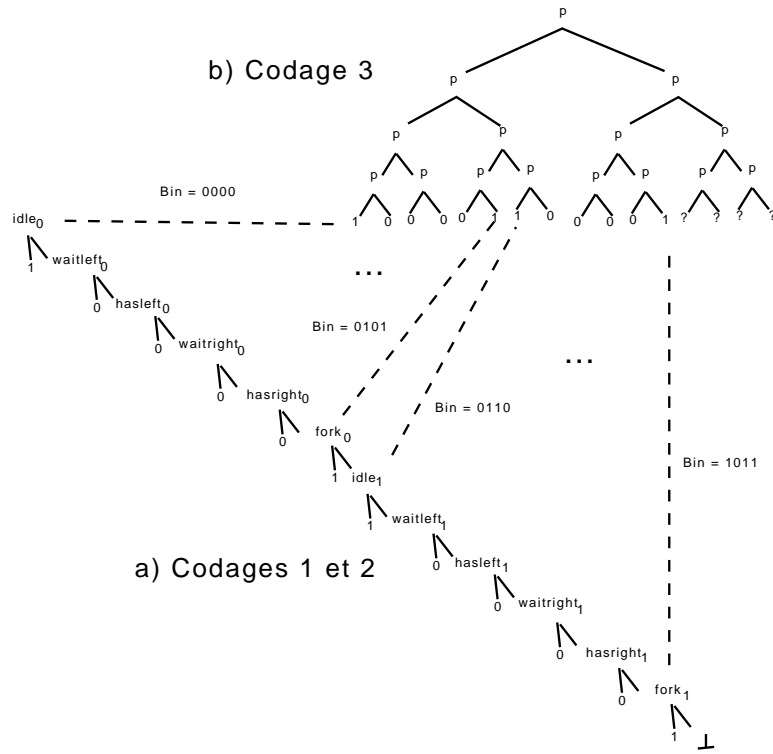 p
b) Codage 3
p p
p p p p
p p p p p p p p
Bin = 0000
idle0 1 0 0 0 0 1 1 0 0 0 0 1 ? ? ? ?
1 waitleft0
...
0 hasleft0
0 waitright0
Bin = 0101
...
0 hasright0
Bin = 0110
0 fork0
1 idle1
Bin = 1011
1 waitleft1
a) Codages 1 et 2
0 hasleft1
0 waitright1
0 hasright1
0 fork1
1 ⊥